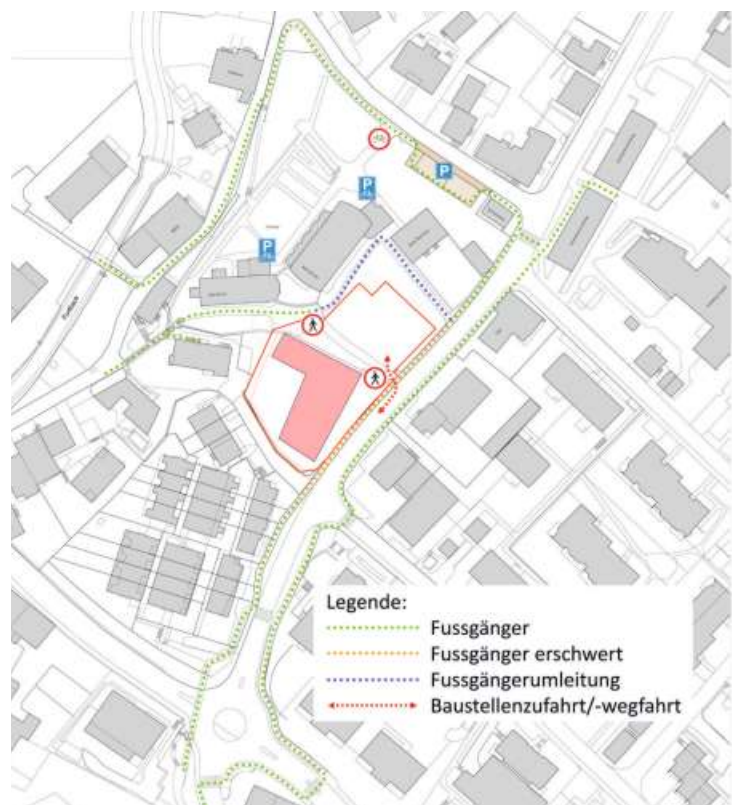 P
P
P
Legende:
Fussgänger
Fussgänger erschwert
Fussgängerumleitung
Baustellenzufahrt/-wegfahrt